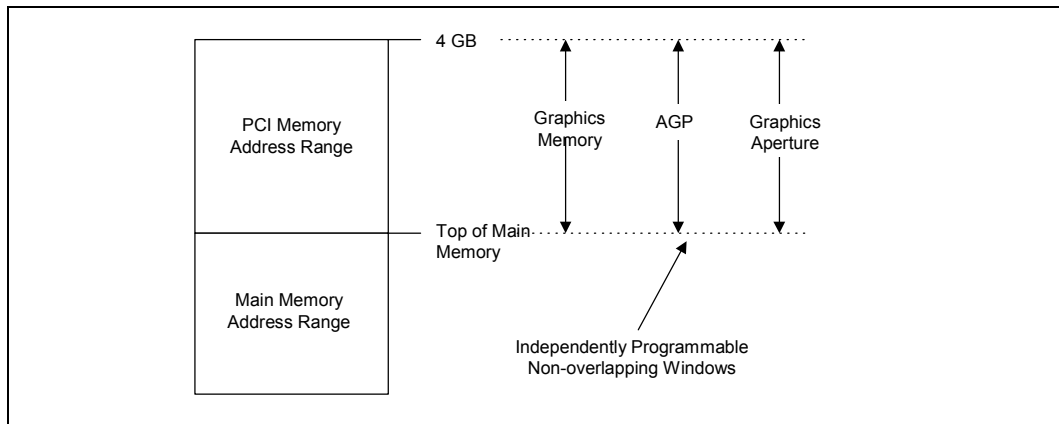 4 GB
PCI Memory
Address Range
Graphics
Memory
AGP
Graphics
Aperture
Top of Main
Memory
Main Memory
Address Range
Independently Programmable
Non-overlapping Windows